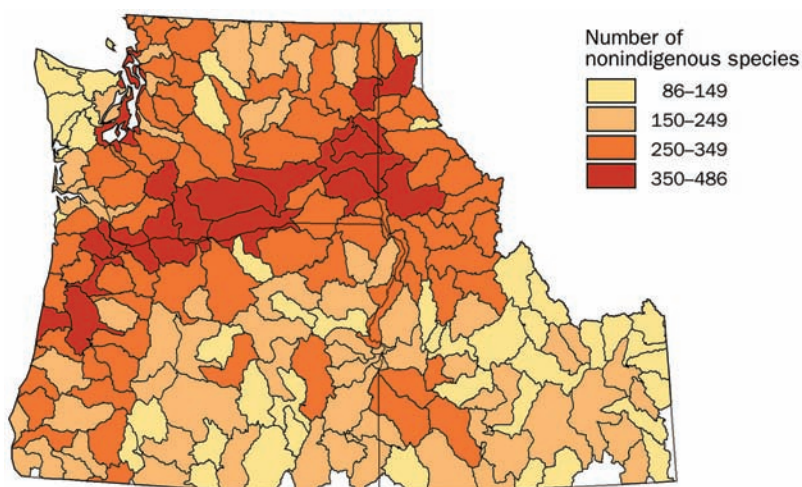 Number of
nonindigenous species
86–149
150–249
250–349
350–486